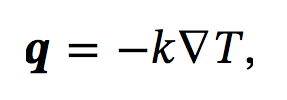 𝒒 = −𝑘∇𝑇,